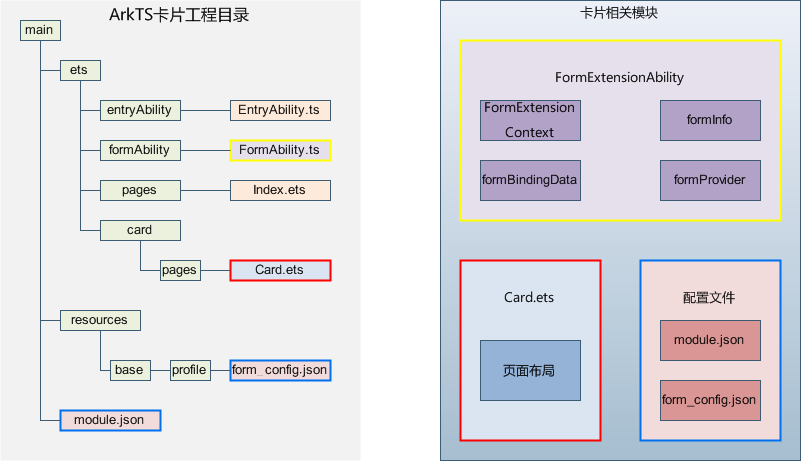 ArkTS卡片工程目录
main
ets
entryAbility
EntryAbility.ts
formAbility
FormAbility.ts
pages
Index.ets
card
pages
Card.ets
resources
base
profile
form_config.json
module.json
卡片相关模块
FormExtensionAbility
FormExtension
Context
formInfo
formBindingData
formProvider
Card.ets
页面布局
配置文件
module.json
form_config.json